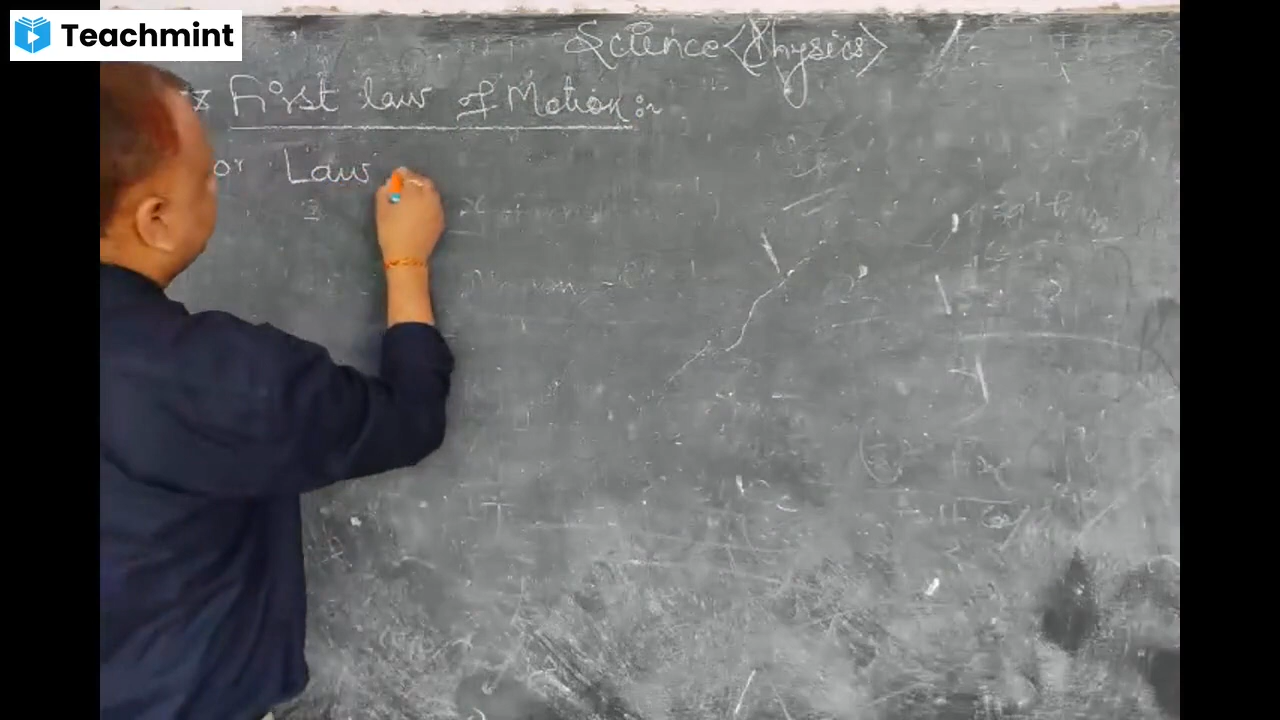 Teachmint
Science <Physics>
First law of Motion :~
or Law